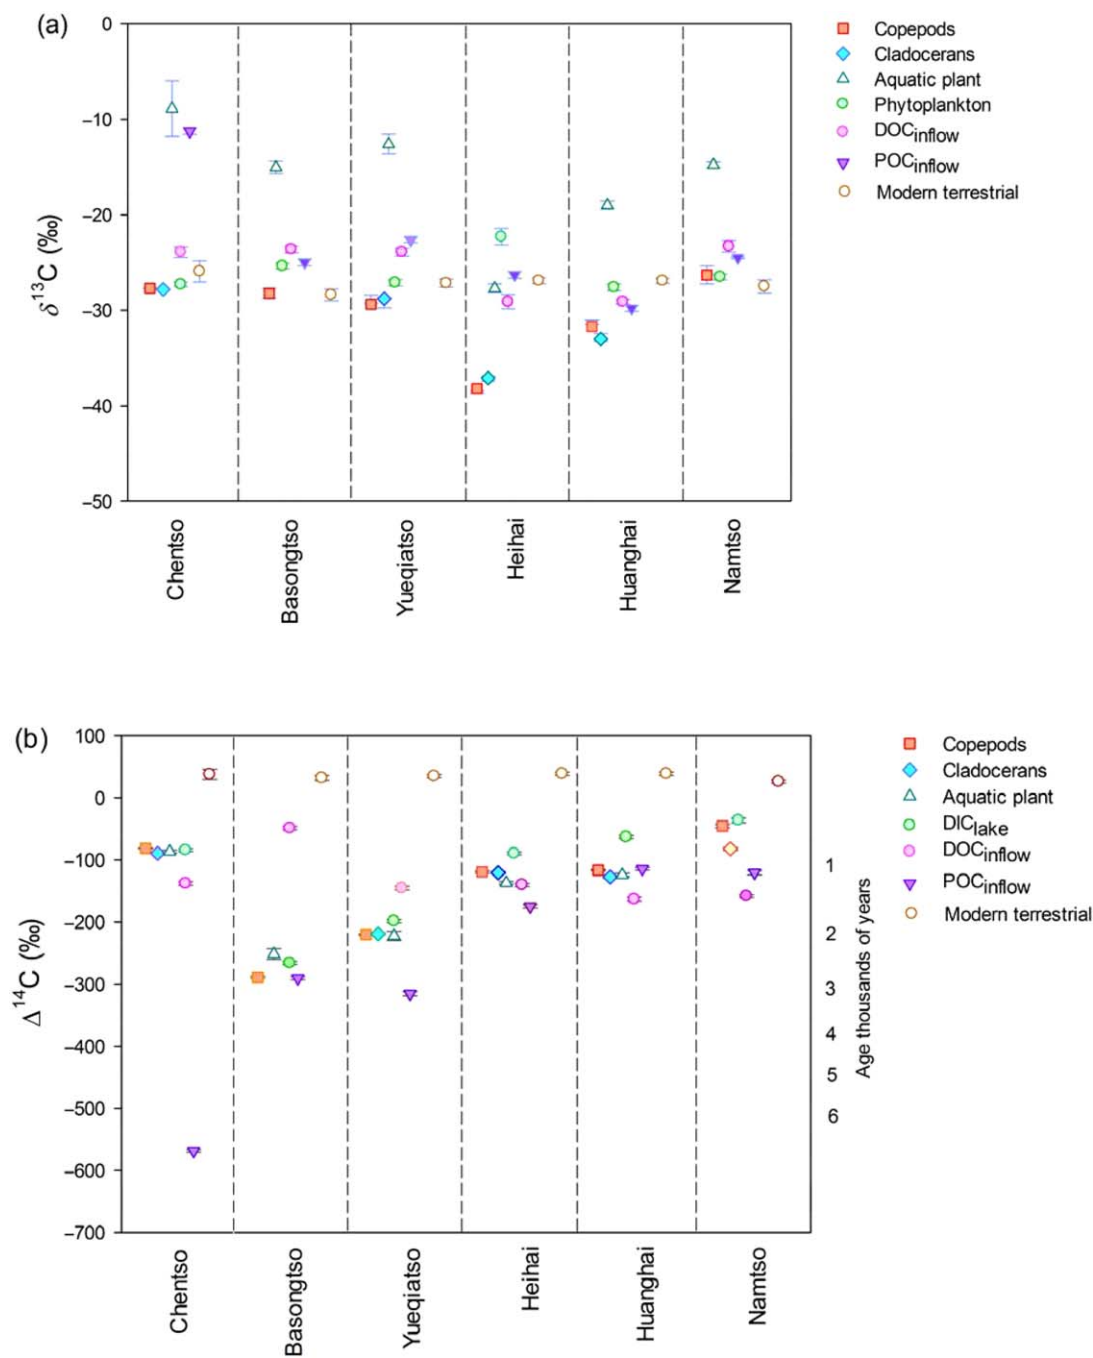 (a)
δ13C (‰)
0
−10
−20
−30
−40
−50
Chentso
Basongtso
Yueqiatso
Heihai
Huanghai
Namtso
Copepods
Cladocerans
Aquatic plant
Phytoplankton
DOCinflow
POCinflow
Modern terrestrial
(b)
Δ14C (‰)
100
0
−100
−200
−300
−400
−500
−600
−700
Chentso
Basongtso
Yueqiatso
Heihai
Huanghai
Namtso
1
2
3
4
5
6
Age thousands of years
Copepods
Cladocerans
Aquatic plant
DIClake
DOCinflow
POCinflow
Modern terrestrial